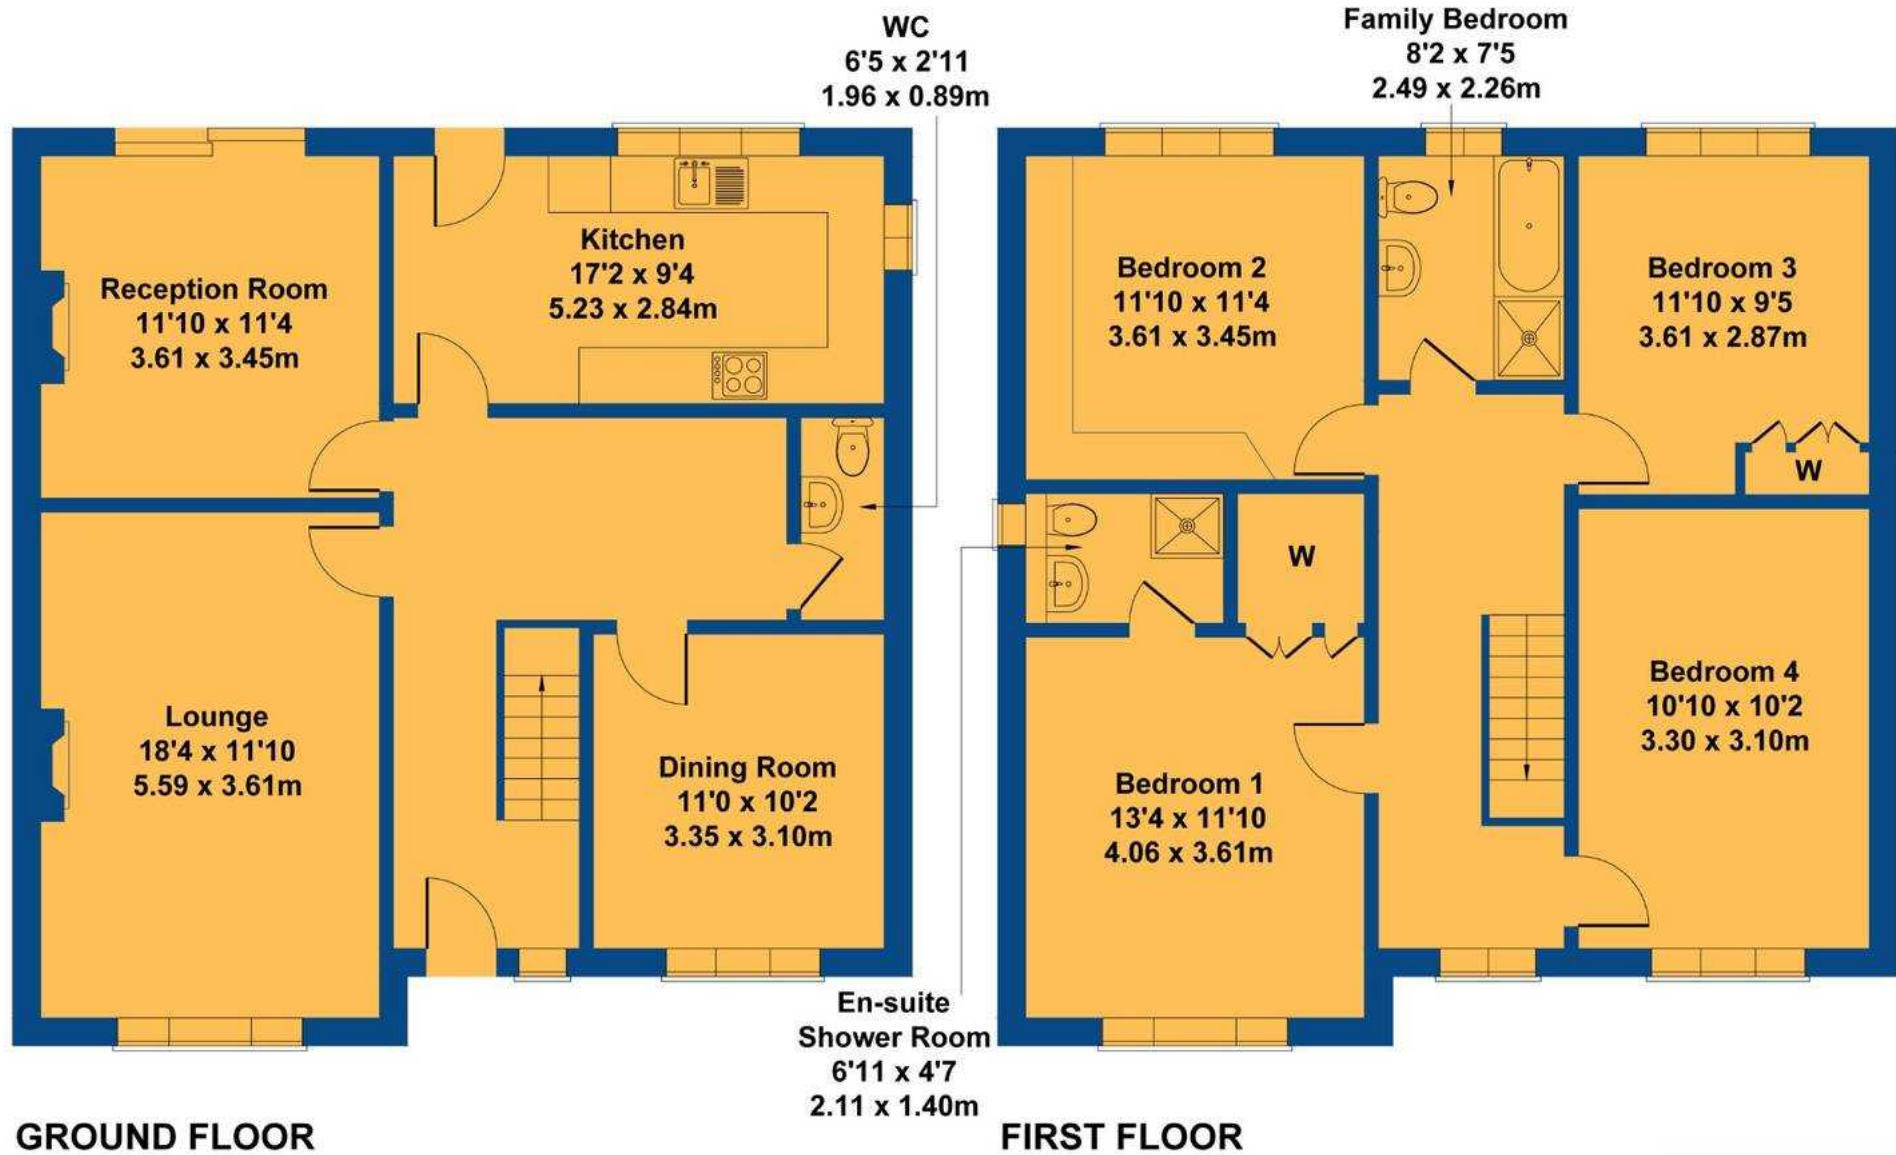 WC
6'5 x 2'11
1.96 x 0.89m
Family Bedroom
8'2 x 7'5
2.49 x 2.26m
Reception Room
11'10 x 11'4
3.61 x 3.45m
Kitchen
17'2 x 9'4
5.23 x 2.84m
Bedroom 2
11'10 x 11'4
3.61 x 3.45m
Bedroom 3
11'10 x 9'5
3.61 x 2.87m
W
W
Lounge
18'4 x 11'10
5.59 x 3.61m
Dining Room
11'0 x 10'2
3.35 x 3.10m
Bedroom 1
13'4 x 11'10
4.06 x 3.61m
Bedroom 4
10'10 x 10'2
3.30 x 3.10m
En-suite
Shower Room
6'11 x 4'7
2.11 x 1.40m
GROUND FLOOR
FIRST FLOOR